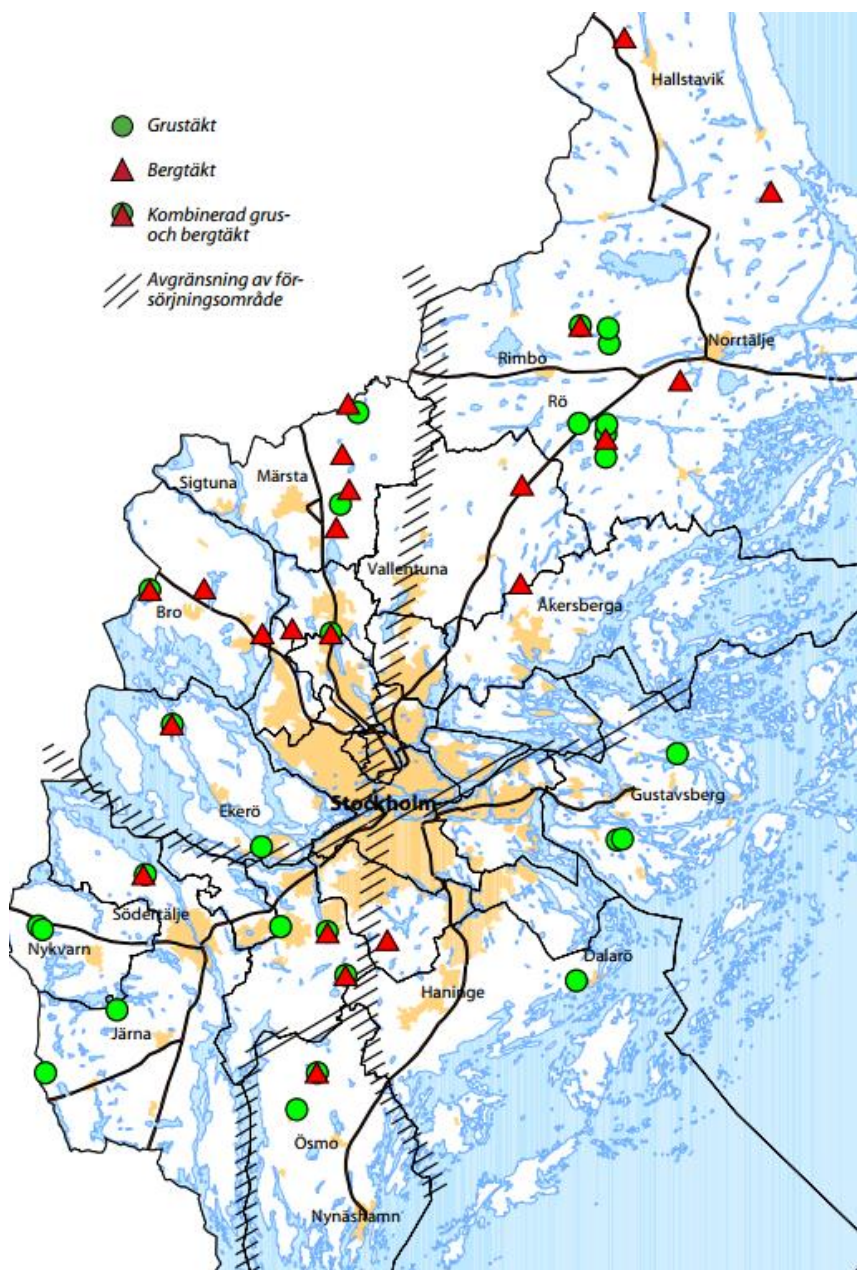 Grustäkt
Bergtäkt
Kombinerad grus-
och bergtäkt
Avgränsning av för-
sörjningsområde
Hallstavik
Norrtälje
Rimbo
Rö
Sigtuna
Märsta
Vallentuna
Åkersberga
Bro
Ekerö
Stockholm
Gustavsberg
Södertälje
Nykvarn
Dalarö
Haninge
Järna
Ösmo
Nynäshamn